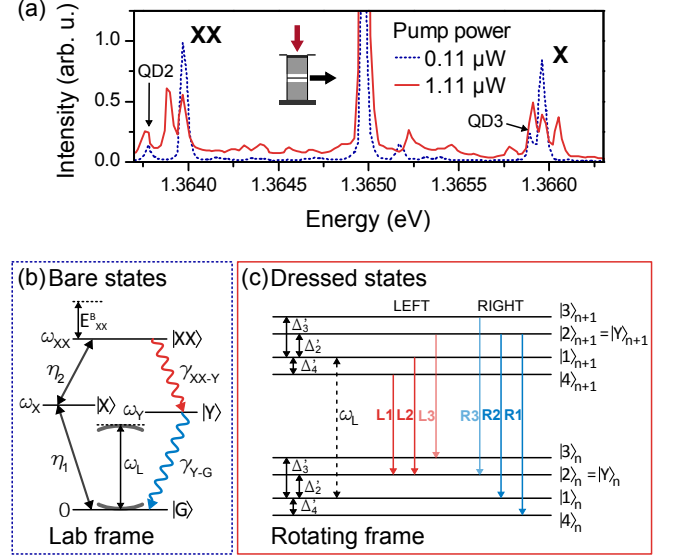 (a)
XX
Pump power
0.11 μW
1.11 μW
X
QD2
QD3
Intensity (arb. u.)
1.0
0.5
0.0
1.3640 1.3645 1.3650 1.3655 1.3660
Energy (eV)
(b) Bare states
E^B_XX
ω_XX |XX⟩
η_2 γ_XX-Y
ω_X |X⟩ ω_Y |Y⟩
η_1 ω_L γ_Y-G
0 |G⟩
Lab frame
(c) Dressed states
LEFT RIGHT
|3⟩_n+1
|2⟩_n+1 = |Y⟩_n+1
|1⟩_n+1
|4⟩_n+1
Δ'_3
Δ'_2
Δ'_4
ω_L
L1 L2 L3 R3 R2 R1
|3⟩_n
|2⟩_n = |Y⟩_n
|1⟩_n
|4⟩_n
Δ'_3
Δ'_2
Δ'_4
Rotating frame